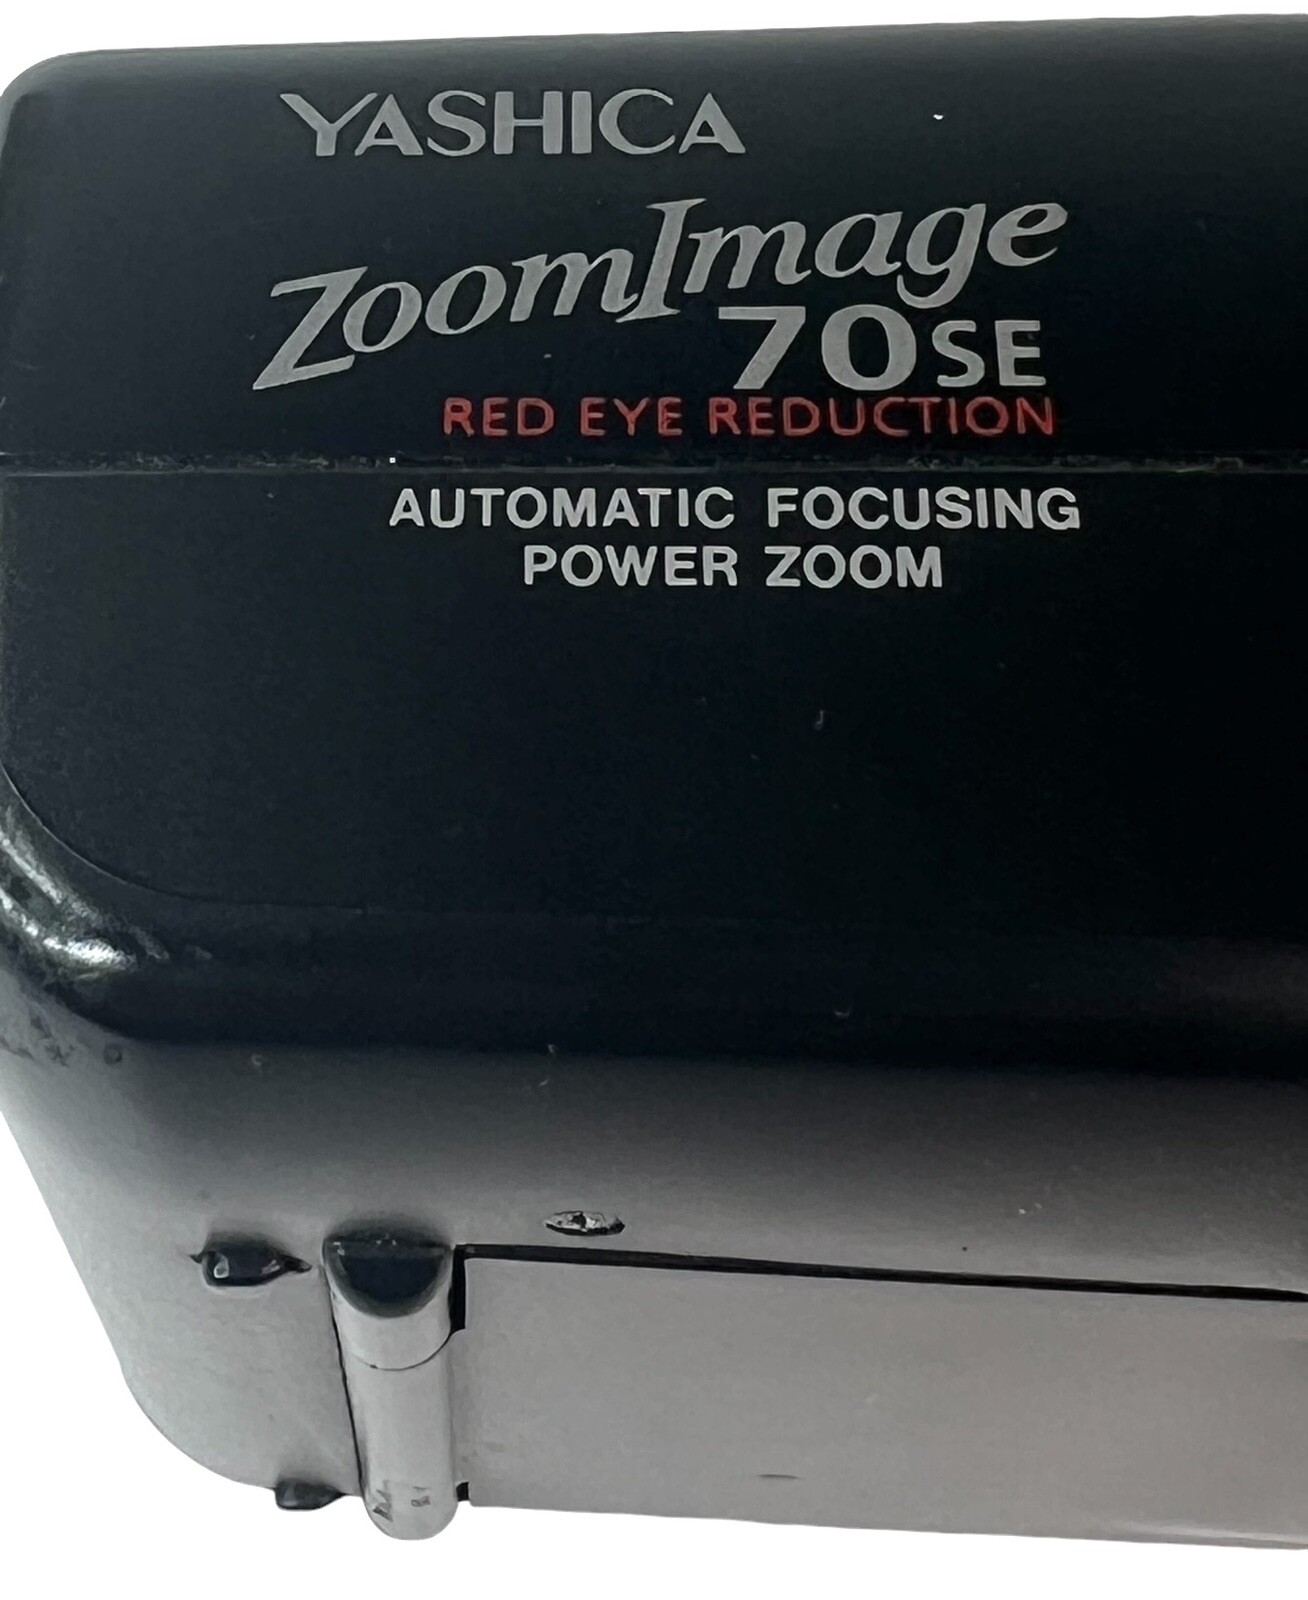 YASHICA
ZoomImage
70SE
RED EYE REDUCTION
AUTOMATIC FOCUSING
POWER ZOOM